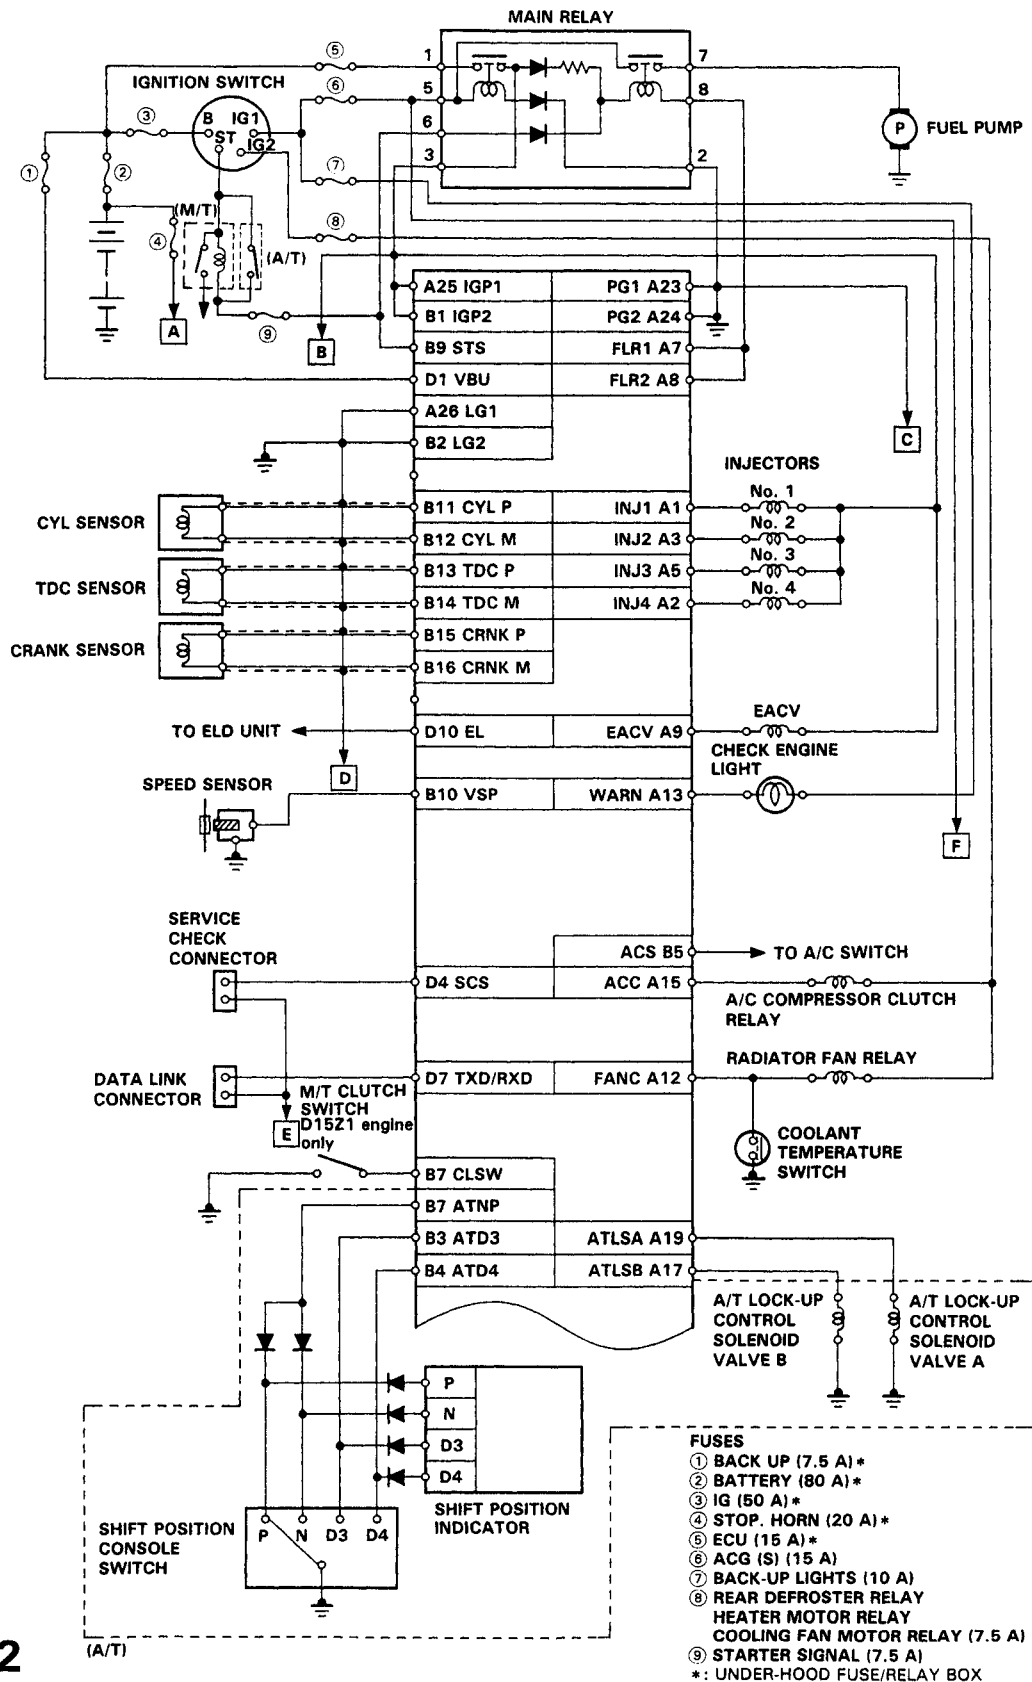 MAIN RELAY
1
5
6
3
7
8
2
⑤
⑥
IGNITION SWITCH
③
B IG1
ST
IG2
①
②
⑦
⑧
FUEL PUMP
P
(M/T)
④
(A/T)
A
⑨
B
A25 IGP1
PG1 A23
B1 IGP2
PG2 A24
B9 STS
FLR1 A7
D1 VBU
FLR2 A8
A26 LG1
B2 LG2
C
INJECTORS
CYL SENSOR
B11 CYL P
INJ1 A1
No. 1
B12 CYL M
INJ2 A3
No. 2
TDC SENSOR
B13 TDC P
INJ3 A5
No. 3
B14 TDC M
INJ4 A2
No. 4
CRANK SENSOR
B15 CRNK P
B16 CRNK M
TO ELD UNIT
D10 EL
EACV A9
EACV
D
CHECK ENGINE
LIGHT
SPEED SENSOR
B10 VSP
WARN A13
F
SERVICE
CHECK
CONNECTOR
ACS B5
TO A/C SWITCH
D4 SCS
ACC A15
A/C COMPRESSOR CLUTCH
RELAY
DATA LINK
CONNECTOR
D7 TXD/RXD
FANC A12
RADIATOR FAN RELAY
E
M/T CLUTCH
SWITCH
D15Z1 engine
only
COOLANT
TEMPERATURE
SWITCH
B7 CLSW
B7 ATNP
B3 ATD3
ATLSA A19
B4 ATD4
ATLSB A17
A/T LOCK-UP
CONTROL
SOLENOID
VALVE B
A/T LOCK-UP
CONTROL
SOLENOID
VALVE A
P
N
D3
D4
SHIFT POSITION
INDICATOR
SHIFT POSITION
CONSOLE
SWITCH
P N D3 D4
(A/T)
2
FUSES
① BACK UP (7.5 A)*
② BATTERY (80 A)*
③ IG (50 A)*
④ STOP. HORN (20 A)*
⑤ ECU (15 A)*
⑥ ACG (S) (15 A)
⑦ BACK-UP LIGHTS (10 A)
⑧ REAR DEFROSTER RELAY
HEATER MOTOR RELAY
COOLING FAN MOTOR RELAY (7.5 A)
⑨ STARTER SIGNAL (7.5 A)
*: UNDER-HOOD FUSE/RELAY BOX